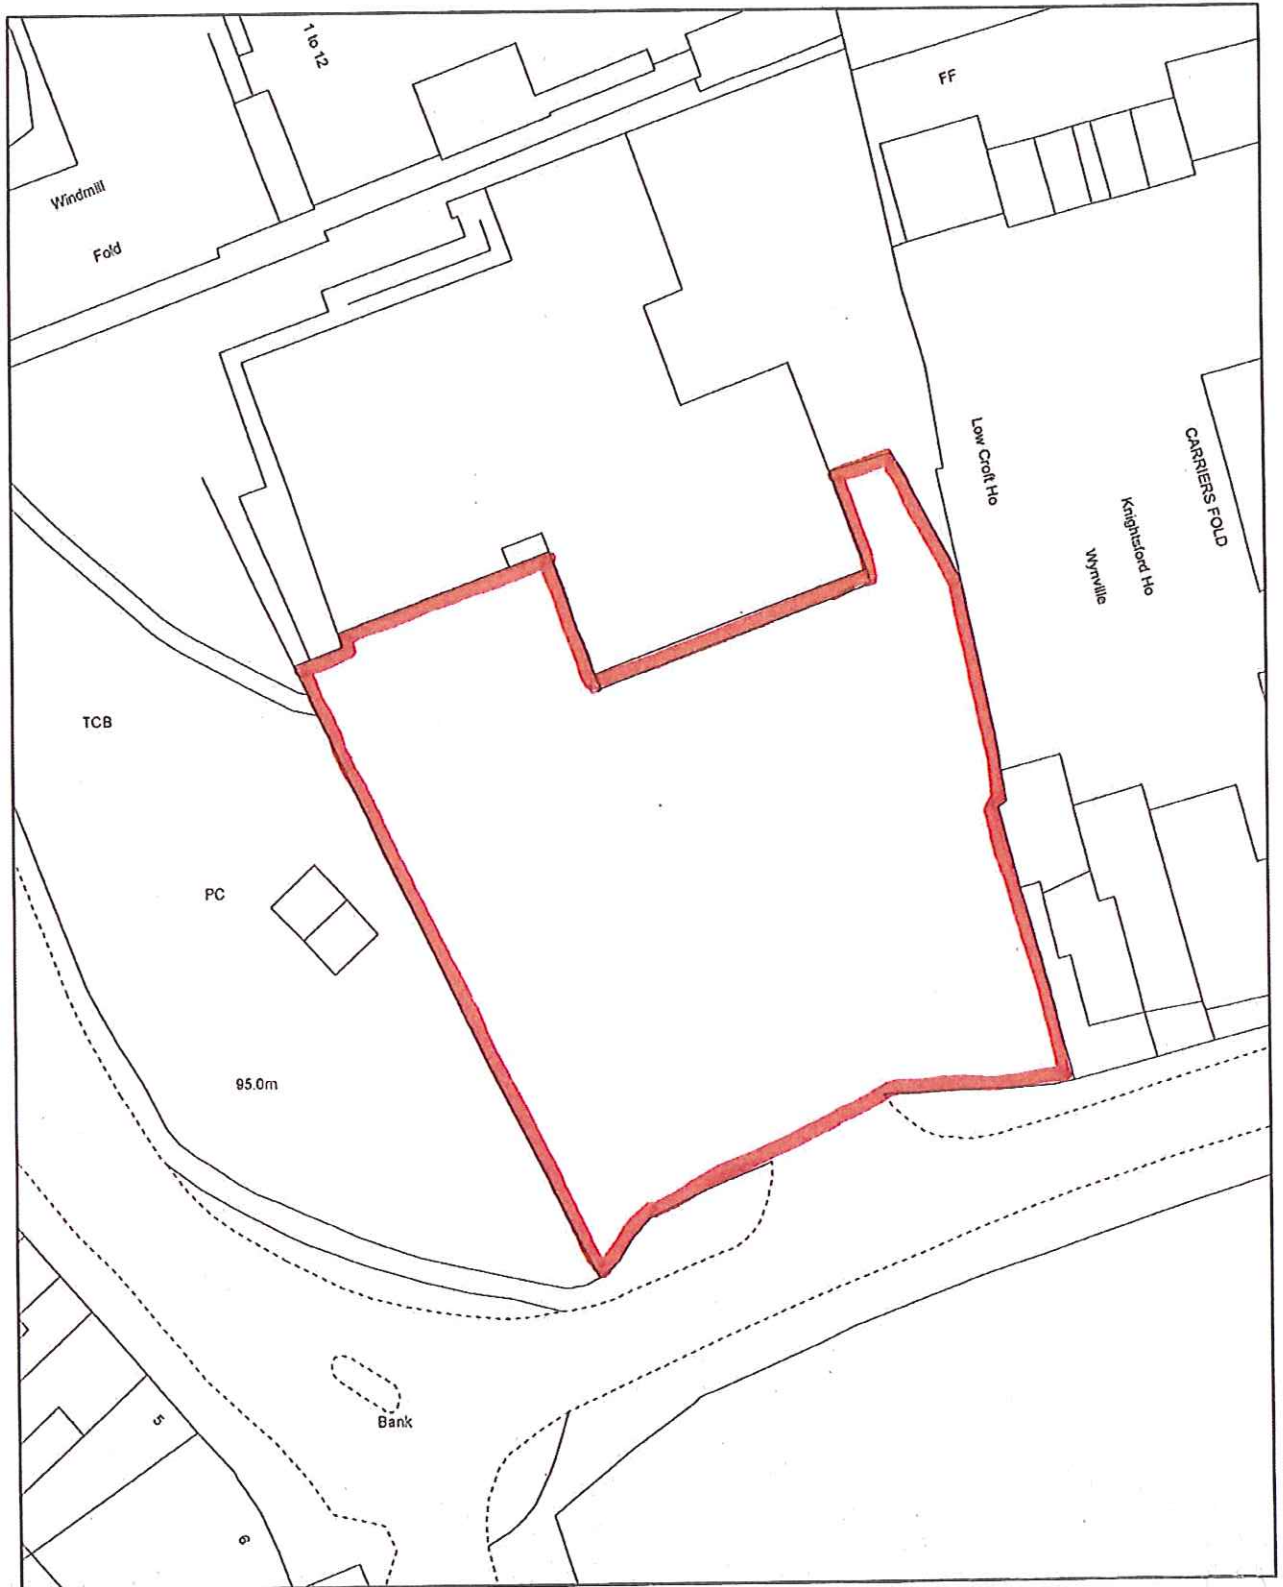 1 to 12
FF
Windmill
Fold
Low Croft Ho
CARRIERS FOLD
Knightsford Ho
Wynville
TCB
PC
95.0m
Bank
5
6